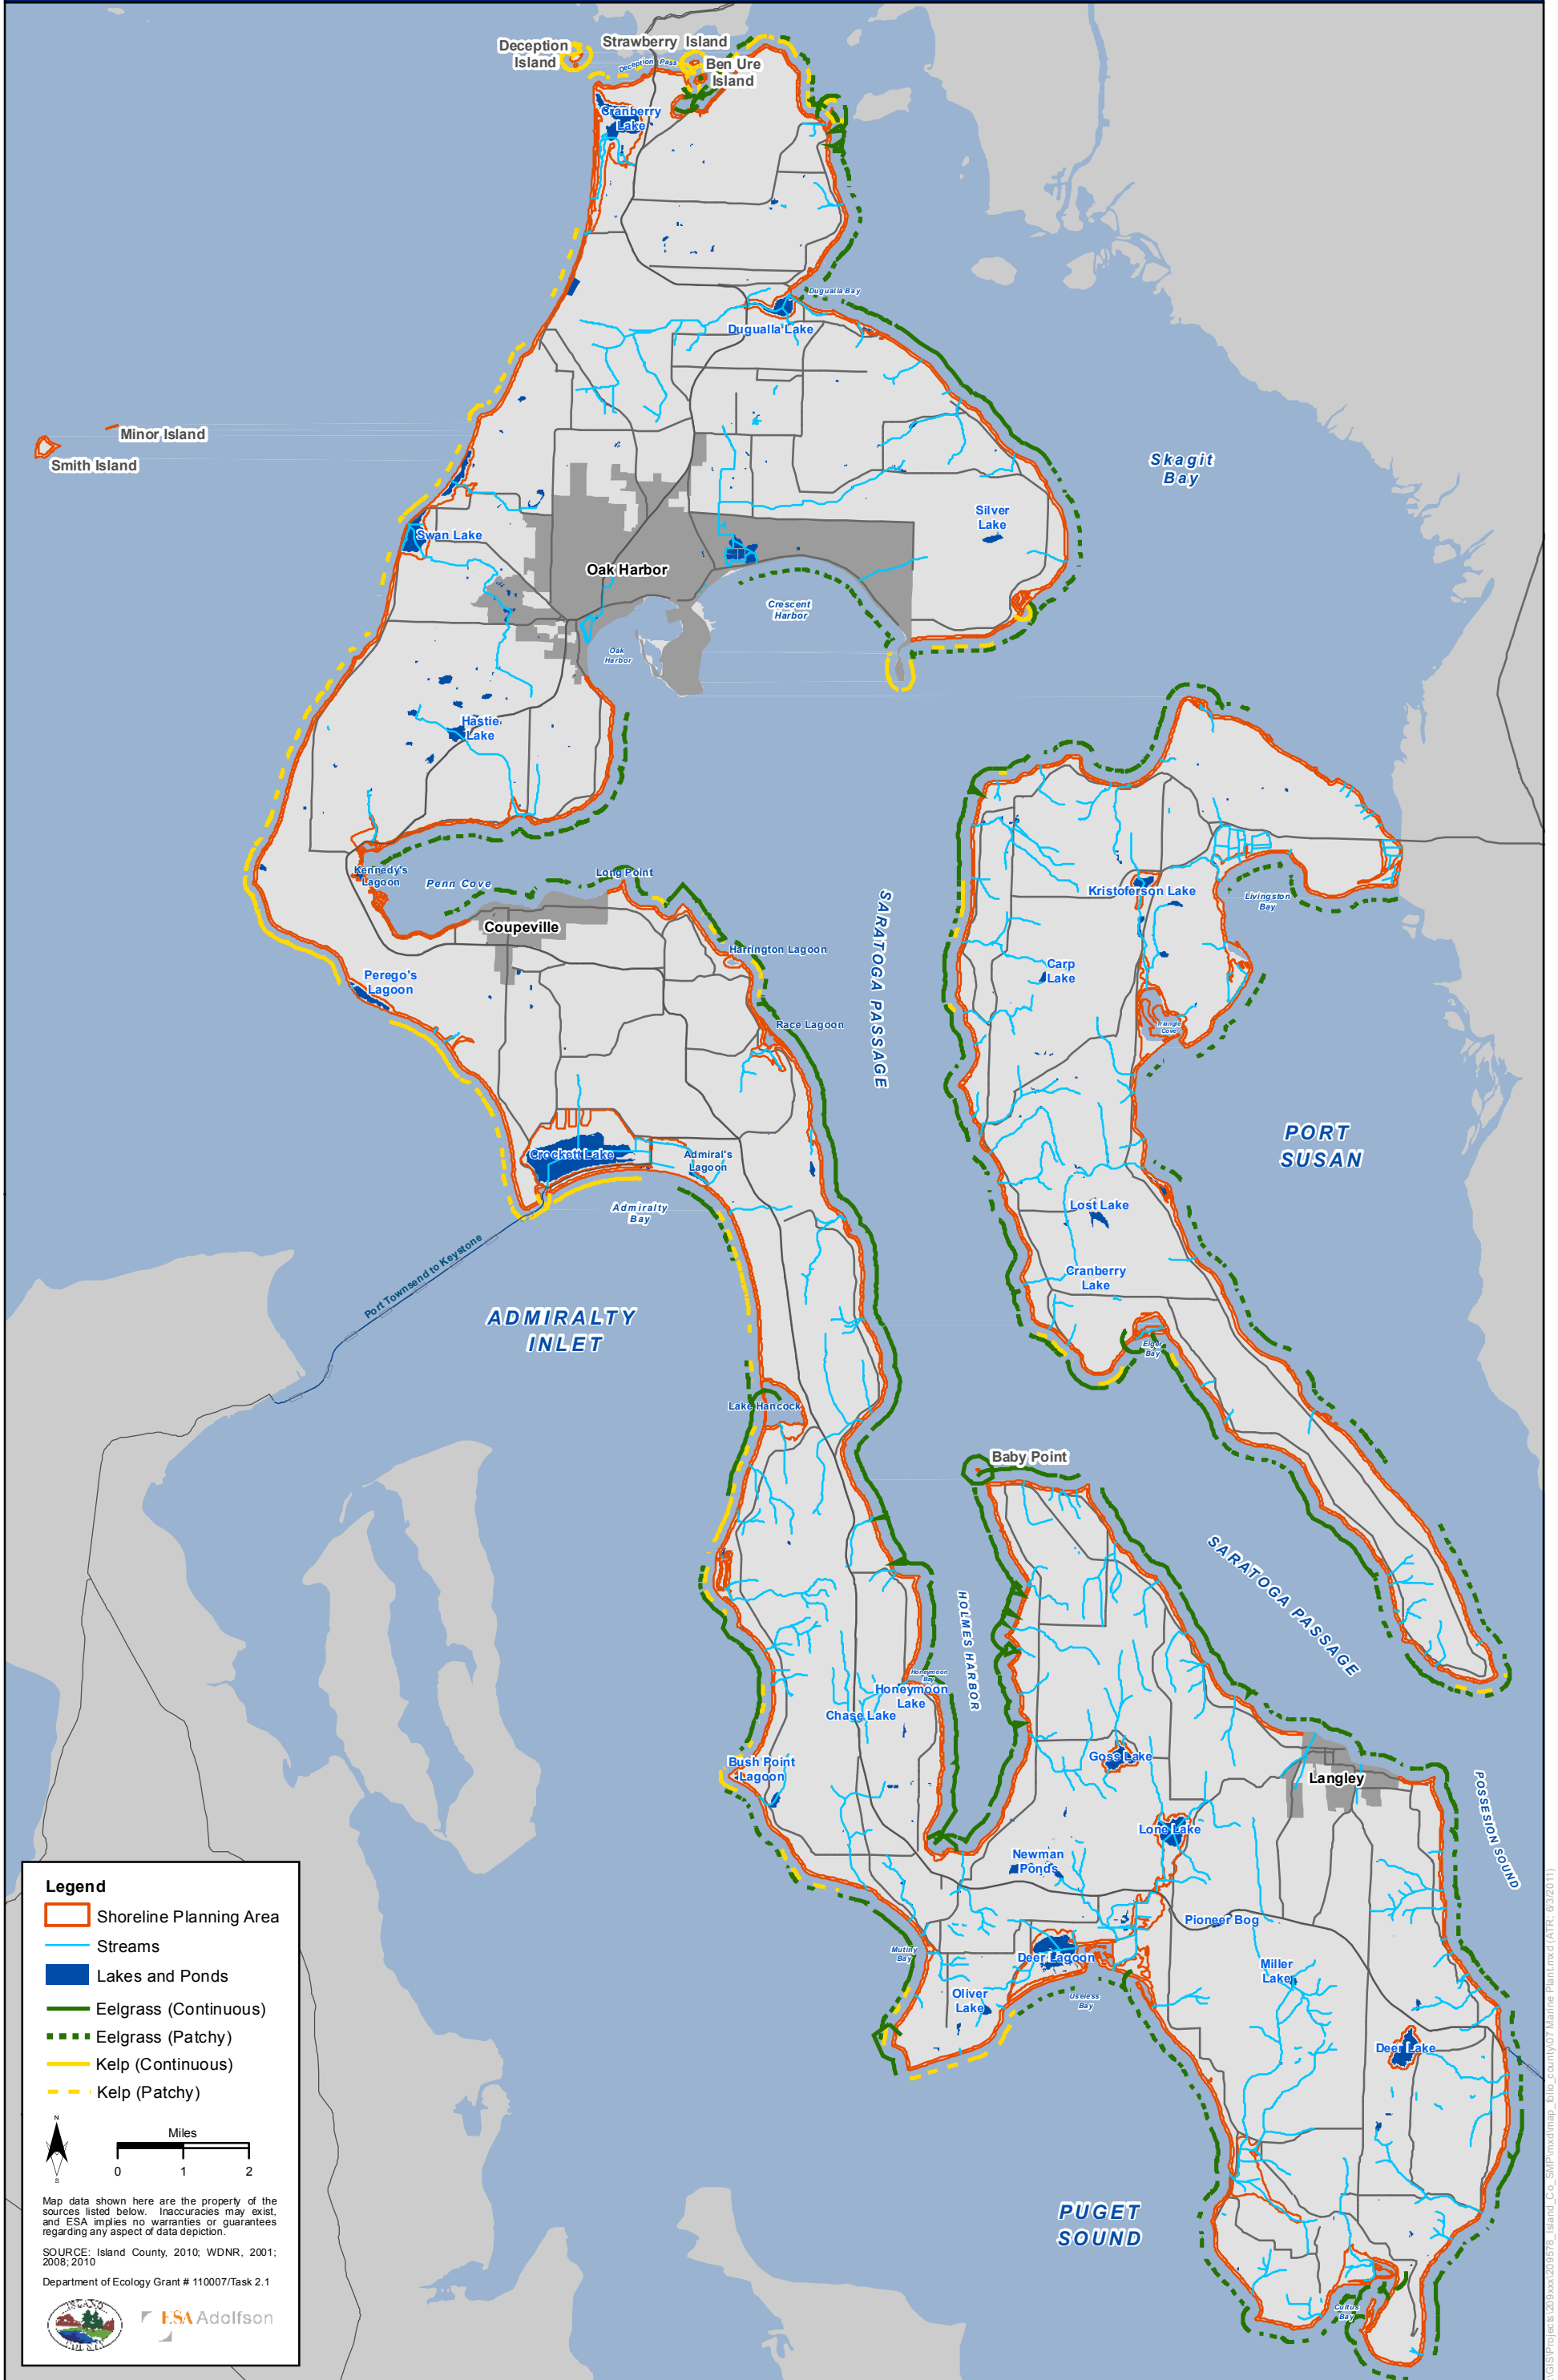 Deception
Island
Strawberry Island
Deception Pass
Ben Ure
Island
Cranberry
Lake
Dugualla Bay
Dugualla Lake
Minor Island
Smith Island
Skagit
Bay
Silver
Lake
Swan Lake
Oak Harbor
Crescent
Harbor
Oak
Harbor
Hastie
Lake
Kennedy's
Lagoon
Penn Cove
Long Point
Coupeville
Harrington Lagoon
Perego's
Lagoon
Race Lagoon
SARATOGA PASSAGE
Kristoferson Lake
Livingston
Bay
Carp
Lake
Triangle
Cove
PORT
SUSAN
Crockett Lake
Admiral's
Lagoon
Admiralty
Bay
Lost Lake
Cranberry
Lake
Port Townsend to Keystone
ADMIRALTY
INLET
Elger
Bay
Lake Hancock
Baby Point
SARATOGA PASSAGE
HOLMES HARBOR
Honeymoon
Bay
Honeymoon
Lake
Chase Lake
Goss Lake
Bush Point
Lagoon
Langley
POSSESION SOUND
Lone Lake
Newman
Ponds
Pioneer Bog
Mutiny
Bay
Deer Lagoon
Miller
Lake
Oliver
Lake
Useless
Bay
Deer Lake
PUGET
SOUND
Cultus
Bay
Legend
Shoreline Planning Area
Streams
Lakes and Ponds
Eelgrass (Continuous)
Eelgrass (Patchy)
Kelp (Continuous)
Kelp (Patchy)
N
S
Miles
0 1 2
Map data shown here are the property of the
sources listed below. Inaccuracies may exist,
and ESA implies no warranties or guarantees
regarding any aspect of data depiction.
SOURCE: Island County, 2010; WDNR, 2001;
2008; 2010
Department of Ecology Grant # 110007/Task 2.1
ISLAND
COUNTY
ESA Adolfson